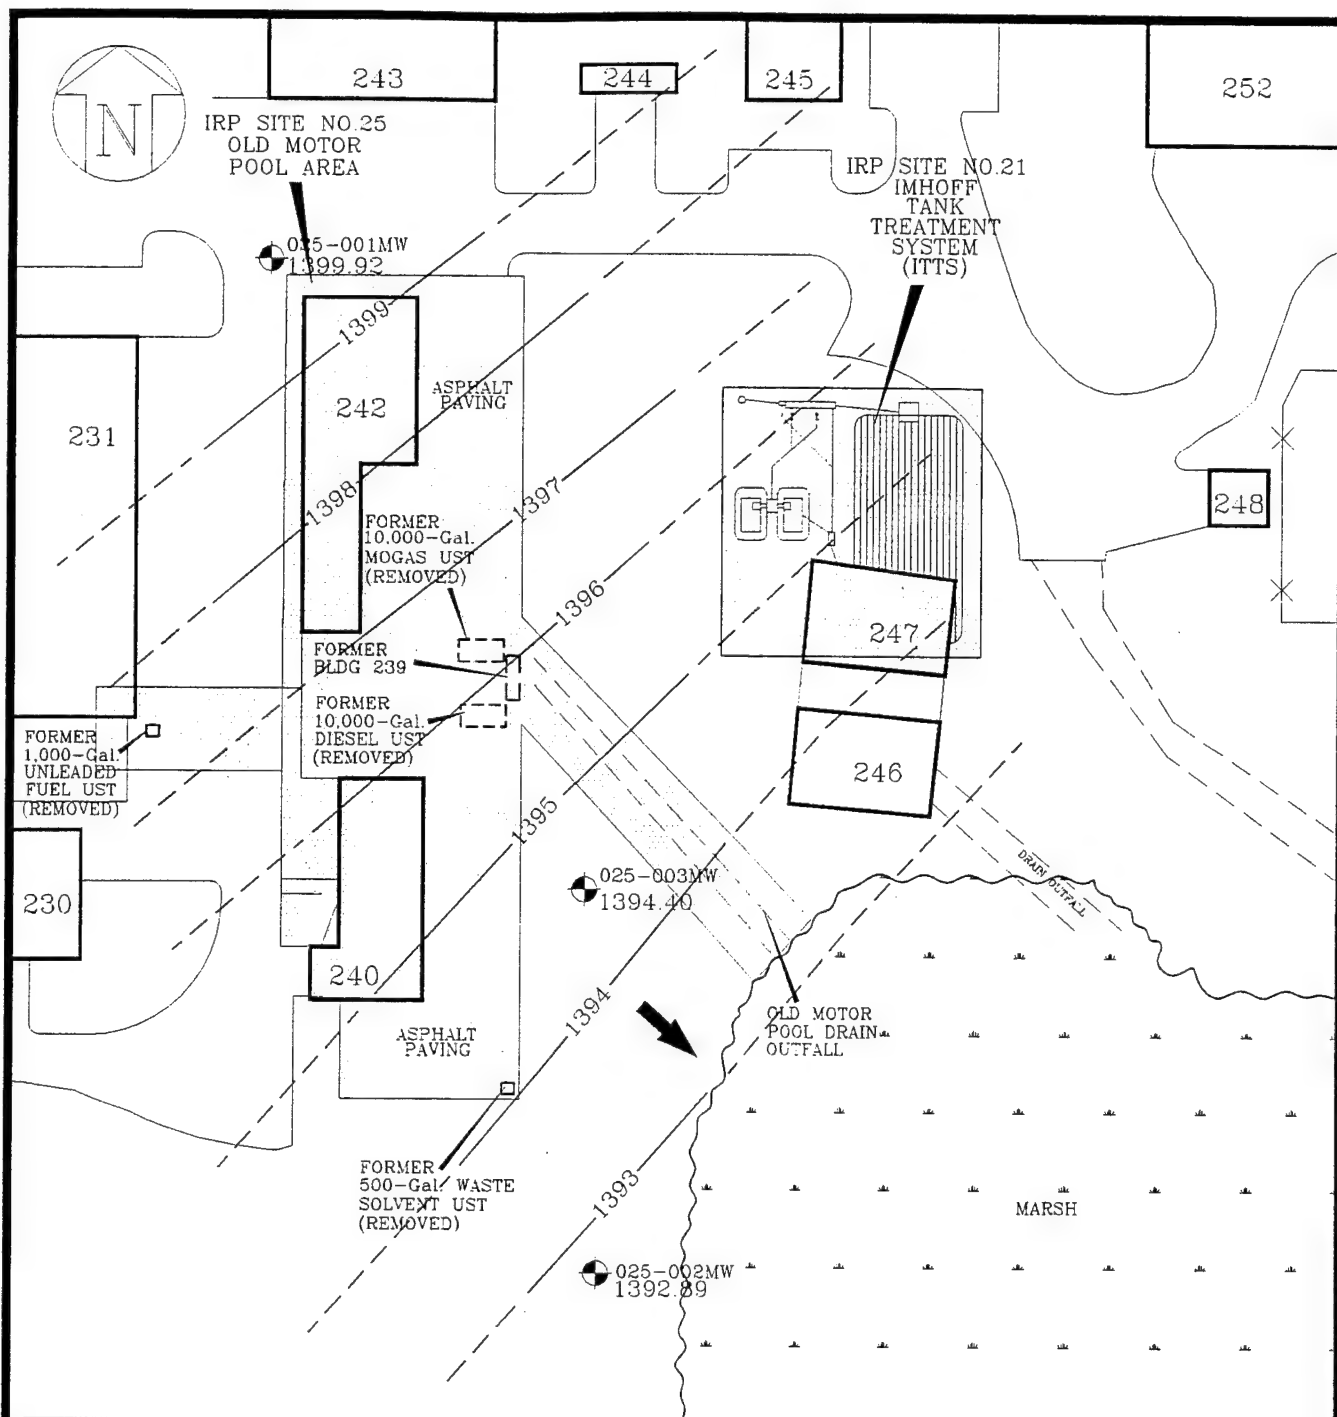 243
244
245
252
N
IRP SITE NO.25
OLD MOTOR
POOL AREA
IRP SITE NO.21
IMHOFF
TANK
TREATMENT
SYSTEM
(ITTS)
025-001MW
1399.92
1399
242
ASPHALT
PAVING
231
1398
1397
248
FORMER
10,000-Gal.
MOGAS UST
(REMOVED)
1396
247
FORMER
BLDG 239
FORMER
10,000-Gal.
DIESEL UST
(REMOVED)
FORMER
1,000-Gal.
UNLEADED
FUEL UST
(REMOVED)
246
1395
025-003MW
1394.40
DRAIN OUTFALL
230
240
1394
OLD MOTOR
POOL DRAIN
OUTFALL
ASPHALT
PAVING
FORMER
500-Gal. WASTE
SOLVENT UST
(REMOVED)
1393
MARSH
025-002MW
1392.89